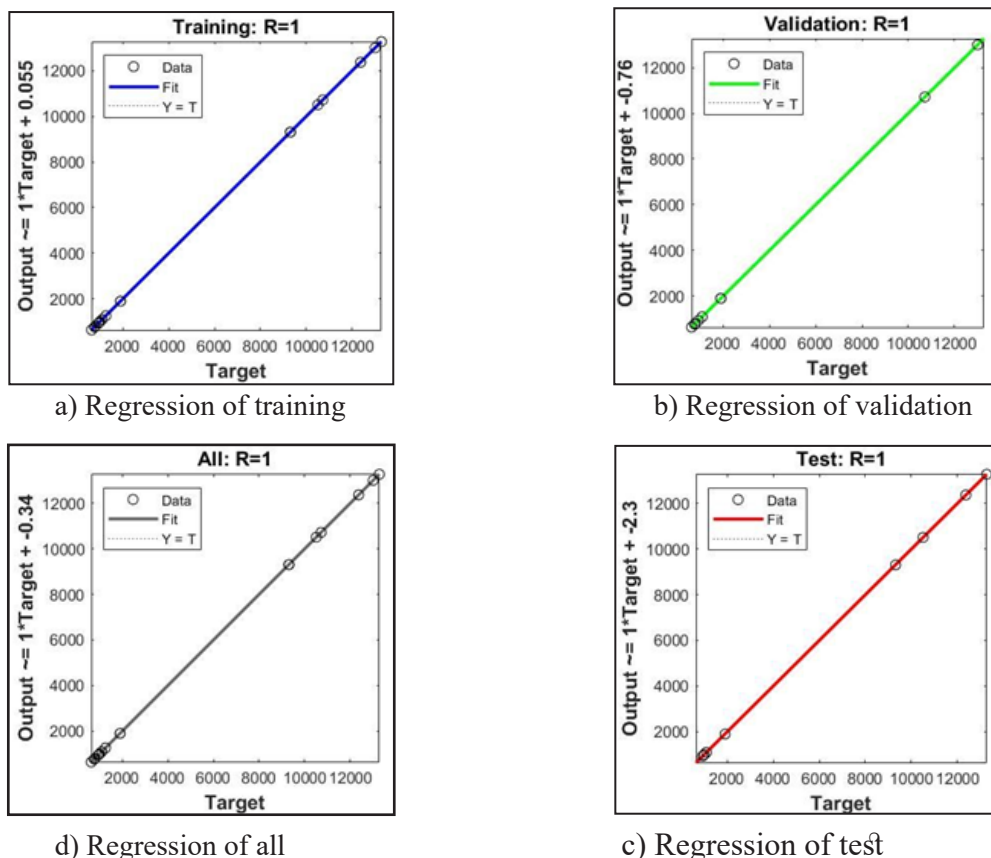 Training: R=1
Output ~= 1*Target + 0.055
12000
10000
8000
6000
4000
2000
Data
Fit
Y = T
2000 4000 6000 8000 10000 12000
Target
a) Regression of training
Validation: R=1
Output ~= 1*Target + -0.76
12000
10000
8000
6000
4000
2000
Data
Fit
Y = T
2000 4000 6000 8000 10000 12000
Target
b) Regression of validation
All: R=1
Output ~= 1*Target + -0.34
12000
10000
8000
6000
4000
2000
Data
Fit
Y = T
2000 4000 6000 8000 10000 12000
Target
d) Regression of all
Test: R=1
Output ~= 1*Target + -2.3
12000
10000
8000
6000
4000
2000
Data
Fit
Y = T
2000 4000 6000 8000 10000 12000
Target
c) Regression of test